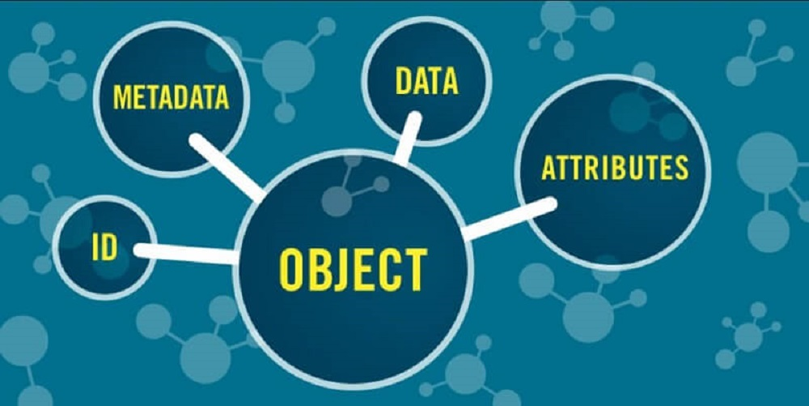 METADATA
DATA
ATTRIBUTES
ID
OBJECT